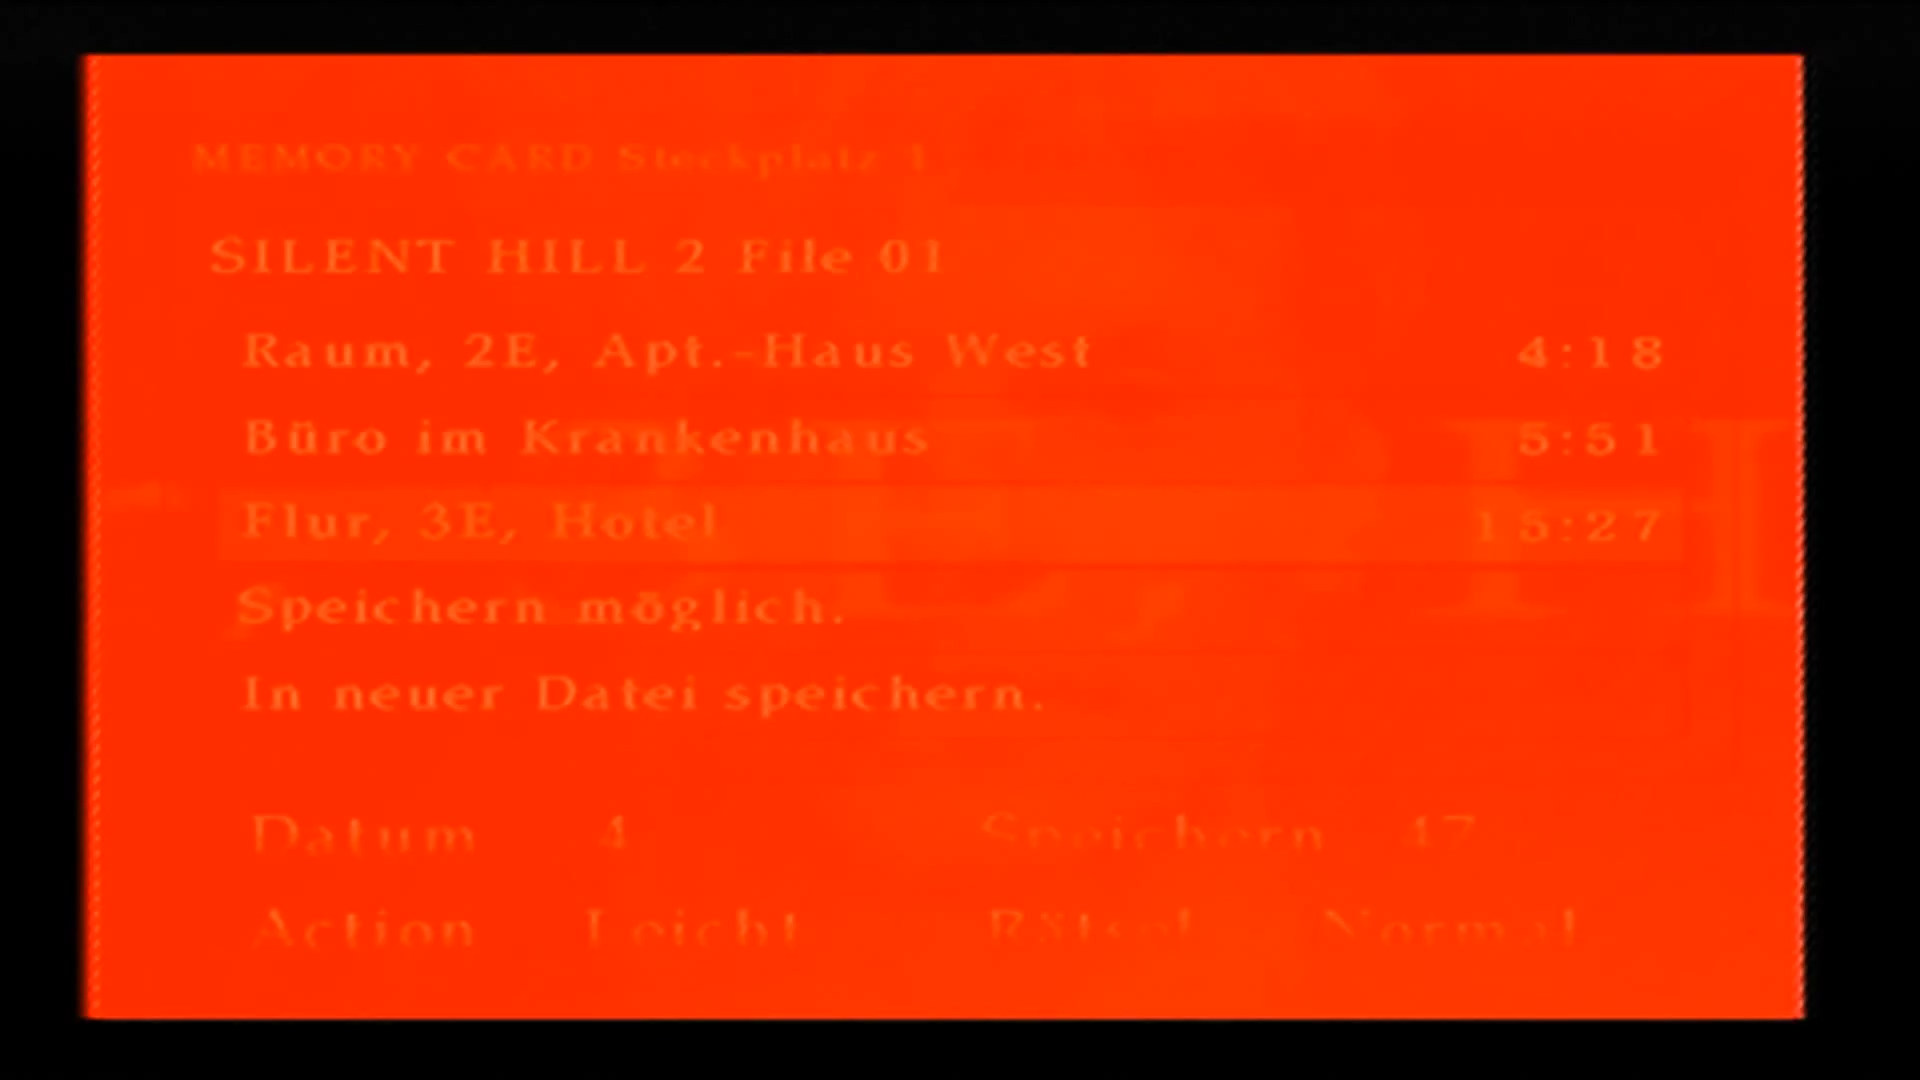 MEMORY CARD Steckplatz 1
SILENT HILL 2 File 01
Raum, 2E, Apt.-Haus West 4:18
Büro im Krankenhaus 5:51
Flur, 3E, Hotel 15:27
Speichern möglich.
In neuer Datei speichern.
Datum 4 Speichern 47
Action Leicht Rätsel Normal